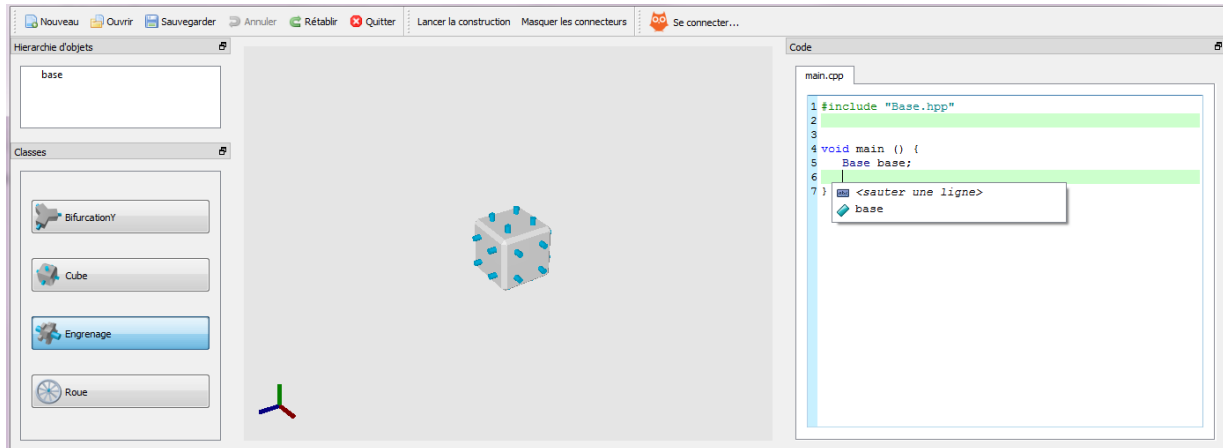 Nouveau Ouvrir Sauvegarder Annuler Rétablir Quitter Lancer la construction Masquer les connecteurs Se connecter...
Hierarchie d'objets
base
Classes
BifurcationY
Cube
Engrenage
Roue
Code
main.cpp
1 #include "Base.hpp"
2
3
4 void main () {
5 Base base;
6
7 }
<sauter une ligne>
base